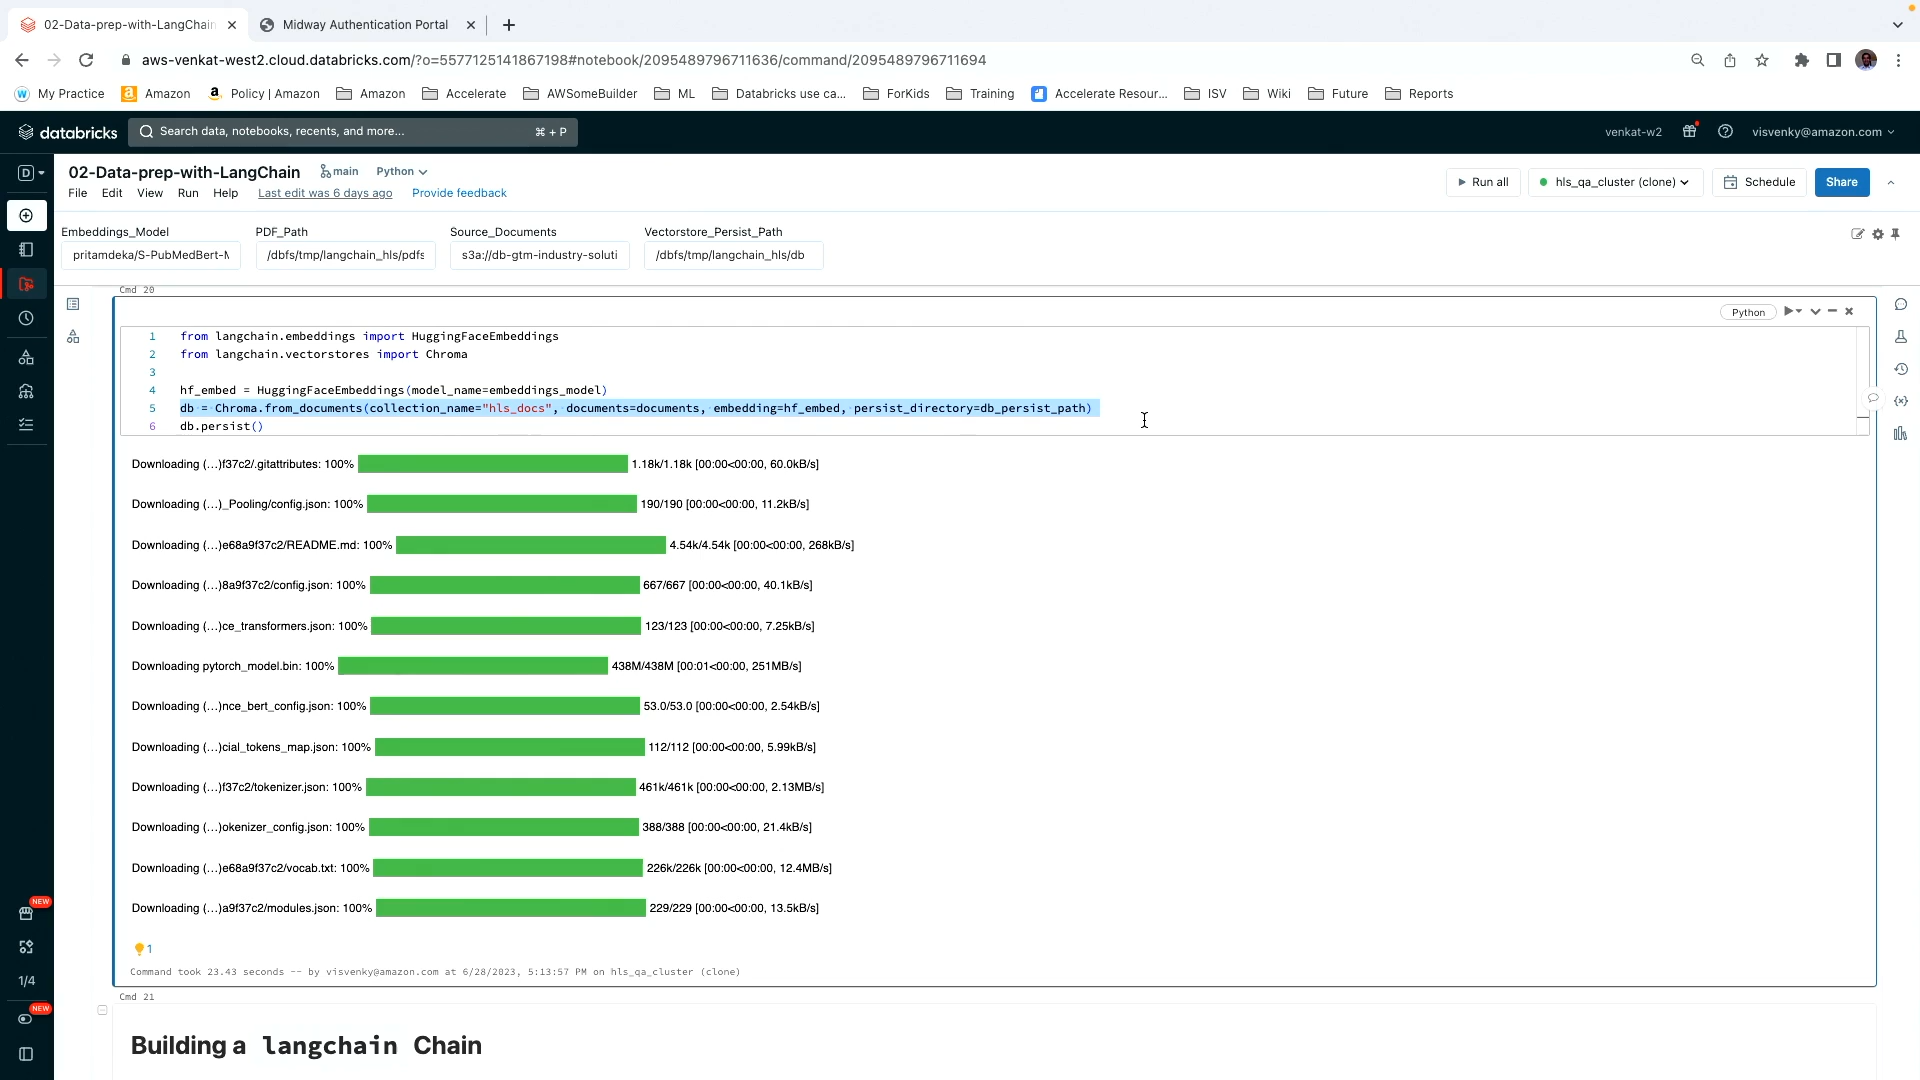 02-Data-prep-with-LangChain
Midway Authentication Portal
aws-venkat-west2.cloud.databricks.com/?o=5577125141867198#notebook/2095489796711636/command/2095489796711694
W My Practice
Amazon
Policy | Amazon
Amazon
Accelerate
AWSomeBuilder
ML
Databricks use ca...
ForKids
Training
Accelerate Resour...
ISV
Wiki
Future
Reports
databricks
Search data, notebooks, recents, and more...
⌘ + P
venkat-w2
visvenky@amazon.com
D
02-Data-prep-with-LangChain
main
Python
File Edit View Run Help Last edit was 6 days ago Provide feedback
Run all
hls_qa_cluster (clone)
Schedule
Share
Embeddings_Model
PDF_Path
Source_Documents
Vectorstore_Persist_Path
pritamdeka/S-PubMedBert-M
/dbfs/tmp/langchain_hls/pdfs
s3a://db-gtm-industry-soluti
/dbfs/tmp/langchain_hls/db
Cmd 20
Python
1 from langchain.embeddings import HuggingFaceEmbeddings
2 from langchain.vectorstores import Chroma
3
4 hf_embed = HuggingFaceEmbeddings(model_name=embeddings_model)
5 db = Chroma.from_documents(collection_name="hls_docs", documents=documents, embedding=hf_embed, persist_directory=db_persist_path)
6 db.persist()
Downloading (…)f37c2/.gitattributes: 100% 1.18k/1.18k [00:00<00:00, 60.0kB/s]
Downloading (…)_Pooling/config.json: 100% 190/190 [00:00<00:00, 11.2kB/s]
Downloading (…)e68a9f37c2/README.md: 100% 4.54k/4.54k [00:00<00:00, 268kB/s]
Downloading (…)8a9f37c2/config.json: 100% 667/667 [00:00<00:00, 40.1kB/s]
Downloading (…)ce_transformers.json: 100% 123/123 [00:00<00:00, 7.25kB/s]
Downloading pytorch_model.bin: 100% 438M/438M [00:01<00:00, 251MB/s]
Downloading (…)nce_bert_config.json: 100% 53.0/53.0 [00:00<00:00, 2.54kB/s]
Downloading (…)cial_tokens_map.json: 100% 112/112 [00:00<00:00, 5.99kB/s]
Downloading (…)f37c2/tokenizer.json: 100% 461k/461k [00:00<00:00, 2.13MB/s]
Downloading (…)okenizer_config.json: 100% 388/388 [00:00<00:00, 21.4kB/s]
Downloading (…)e68a9f37c2/vocab.txt: 100% 226k/226k [00:00<00:00, 12.4MB/s]
Downloading (…)a9f37c2/modules.json: 100% 229/229 [00:00<00:00, 13.5kB/s]
1
Command took 23.43 seconds -- by visvenky@amazon.com at 6/28/2023, 5:13:57 PM on hls_qa_cluster (clone)
NEW
1/4
NEW
Cmd 21
Building a langchain Chain